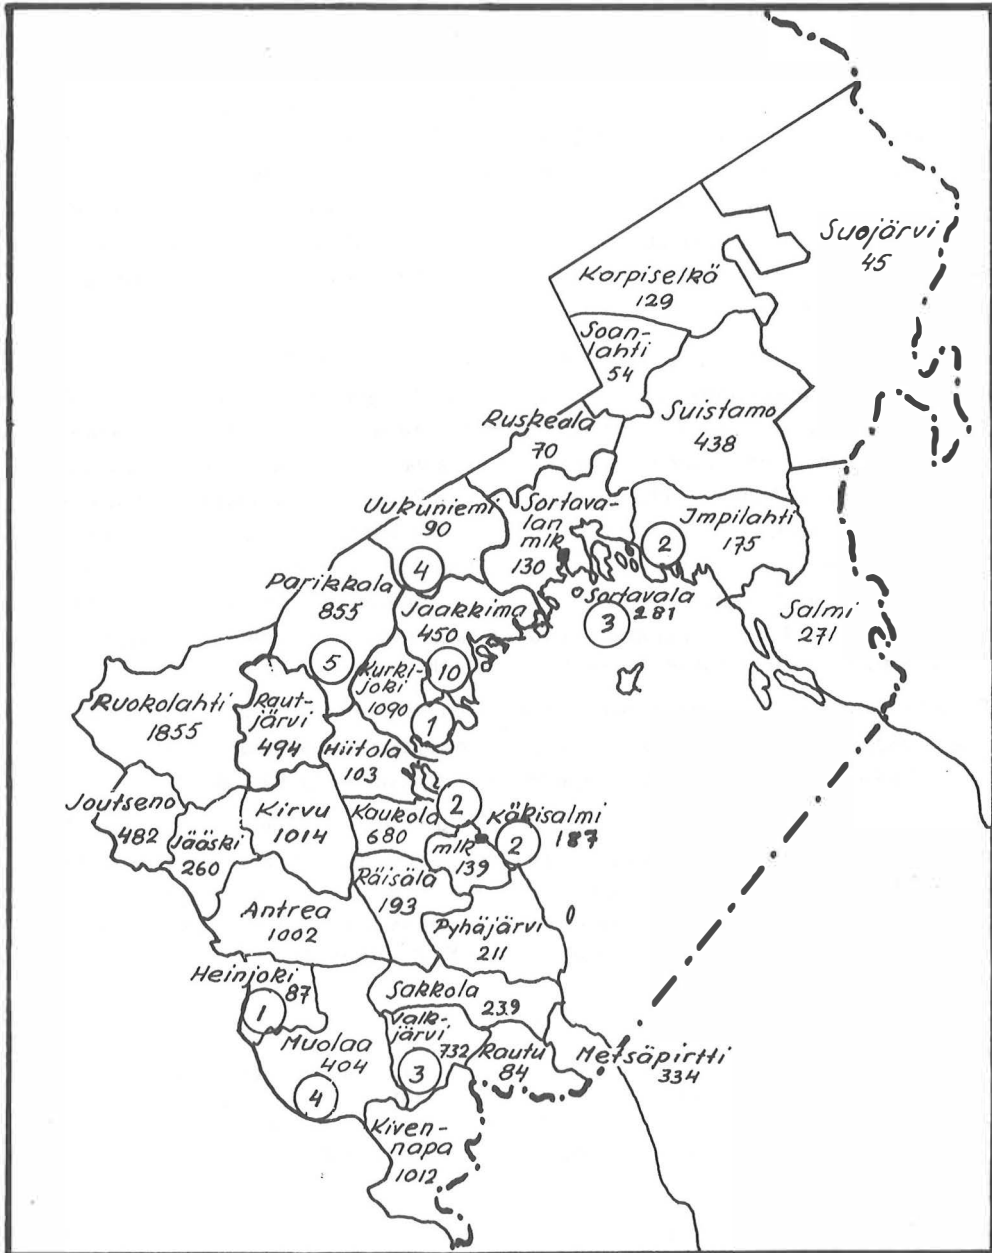 Suojärvi
45
Korpiselkä
129
Soan-
lahti
54
Suistamo
438
Ruskeala
70
Uukuniemi
90
4
Sortava-
lan
mlk
130
Impilahti
175
2
Parikkala
855
5
Jaakkima
450
10
Sortavala
281
3
Salmi
271
Kurki-
joki
1090
1
Ruokolahti
1855
Raut-
järvi
494
Hiitola
103
Joutseno
482
Jääski
260
Kirvu
1014
Kaukola
680
2
Käkisalmi
187
2
mlk
139
Räisälä
193
Antrea
1002
Pyhäjärvi
211
Heinjoki
87
1
Sakkola
239
Valk-
järvi
732
3
Muolaa
404
4
Rautu
84
Metsäpirtti
334
Kiven-
napa
1012